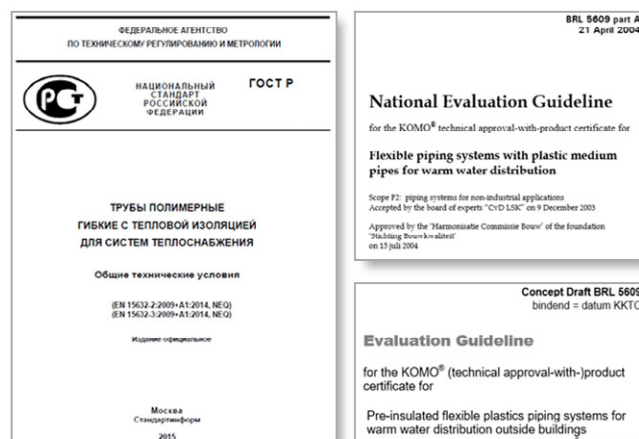 ФЕДЕРАЛЬНОЕ АГЕНТСТВО
ПО ТЕХНИЧЕСКОМУ РЕГУЛИРОВАНИЮ И МЕТРОЛОГИИ
РСТ
НАЦИОНАЛЬНЫЙ
СТАНДАРТ
РОССИЙСКОЙ
ФЕДЕРАЦИИ
ГОСТ Р
ТРУБЫ ПОЛИМЕРНЫЕ
ГИБКИЕ С ТЕПЛОВОЙ ИЗОЛЯЦИЕЙ
ДЛЯ СИСТЕМ ТЕПЛОСНАБЖЕНИЯ
Общие технические условия
(EN 15632-2:2009+A1:2014, NEQ)
(EN 15632-3:2009+A1:2014, NEQ)
Издание официальное
Москва
Стандартинформ
2015
BRL 5609 part A
21 April 2004
National Evaluation Guideline
for the KOMO® technical approval-with-product certificate for
Flexible piping systems with plastic medium
pipes for warm water distribution
Scope F2: piping systems for non-industrial applications
Accepted by the board of experts "CvD LSK" on 9 December 2003
Approved by the 'Harmonisatie Commissie Bouw' of the foundation
'Stichting Bouwkwaliteit'
on 15 juli 2004
Concept Draft BRL 5609
bindend = datum KKTC
Evaluation Guideline
for the KOMO® (technical approval-with-)product
certificate for
Pre-insulated flexible plastics piping systems for
warm water distribution outside buildings